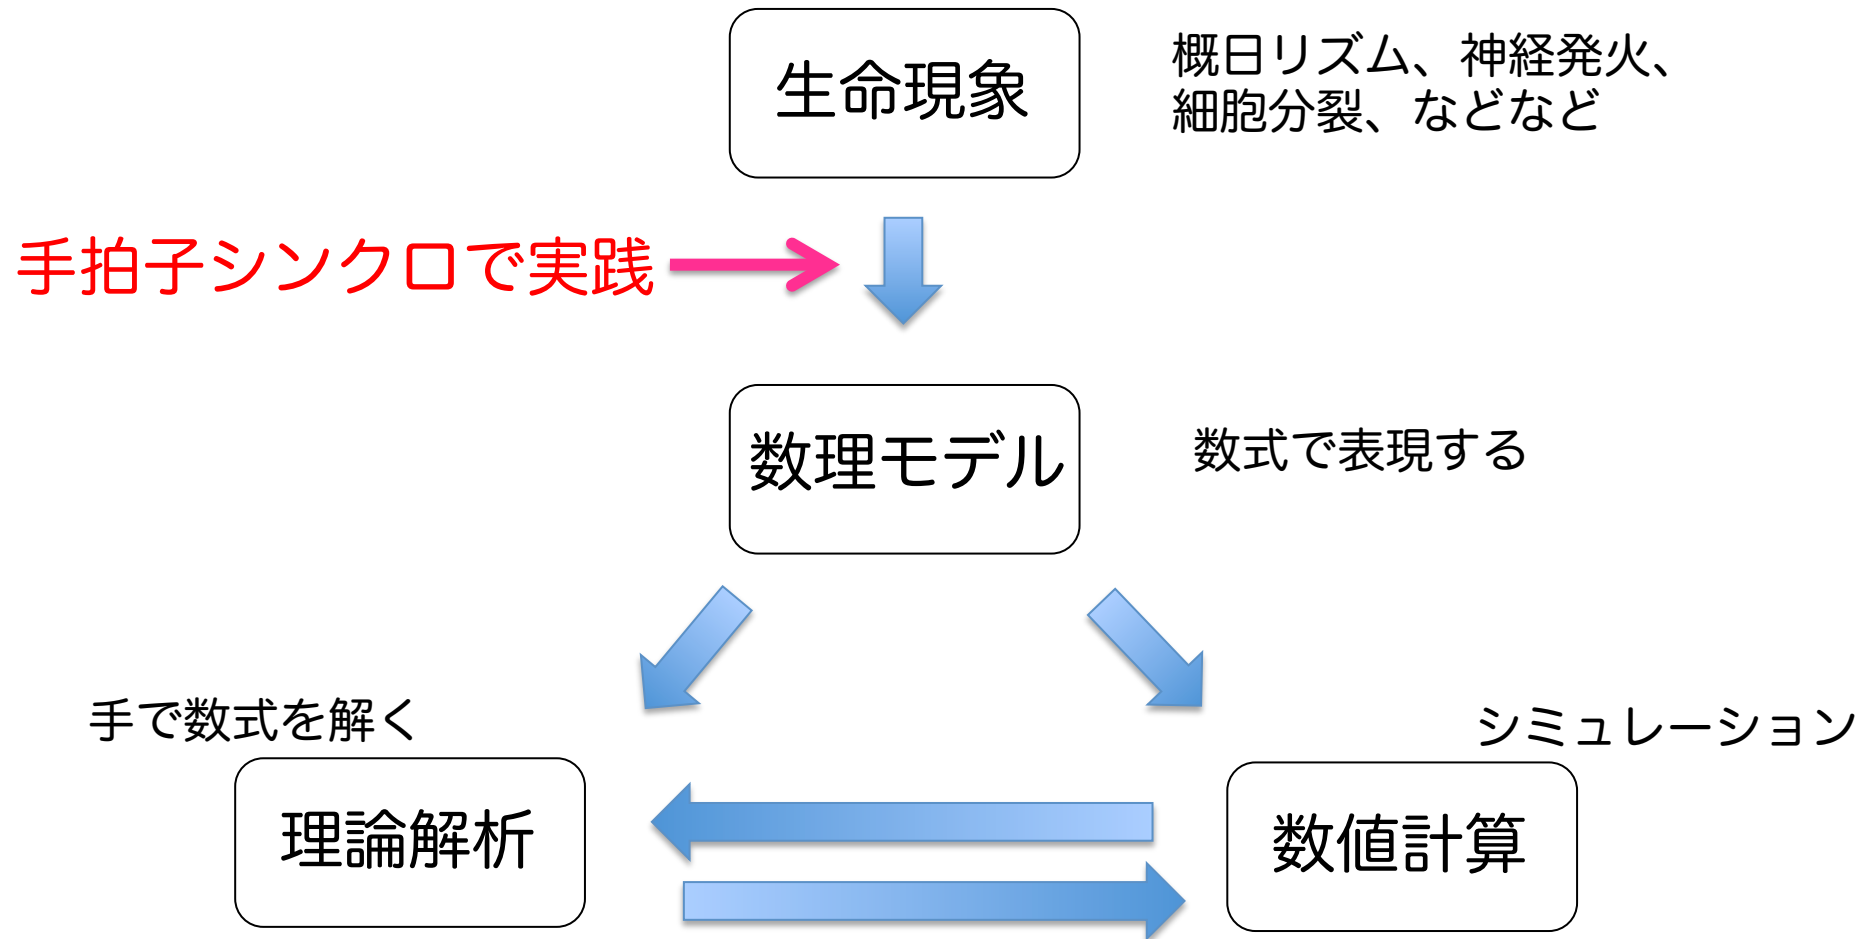 生命現象
概日リズム、神経発火、
細胞分裂、などなど
手拍子シンクロで実践
数理モデル
数式で表現する
手で数式を解く
シミュレーション
理論解析
数値計算